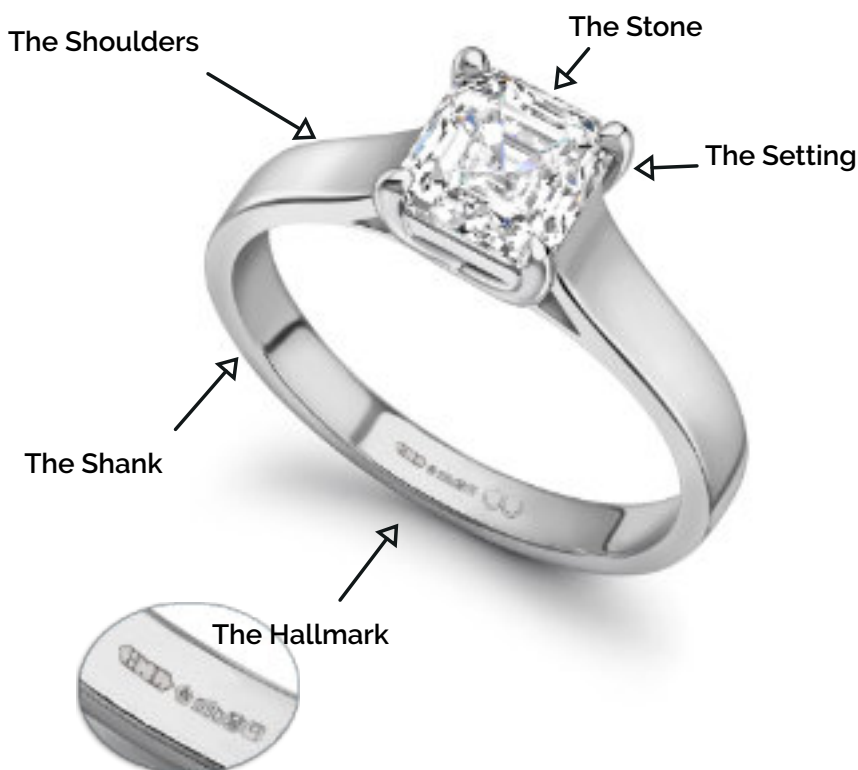 The Shoulders
The Stone
The Setting
The Shank
The Hallmark